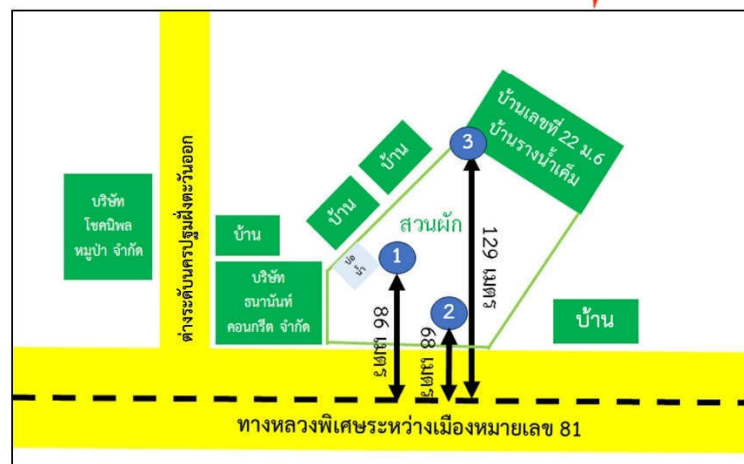 บ้านเลขที่ 22 ม.6
บ้านรางน้ำเค็ม
บ้าน
บ้าน
ต่างระดับนครปฐมฝั่งตะวันออก
บริษัท
โชคนิพล
หมูป่า จำกัด
บ้าน
บริษัท
ธนานันท์
คอนกรีต จำกัด
บ่อ
น้ำ
สวนผัก
1
2
3
86 เมตร
68 เมตร
129 เมตร
บ้าน
ทางหลวงพิเศษระหว่างเมืองหมายเลข 81